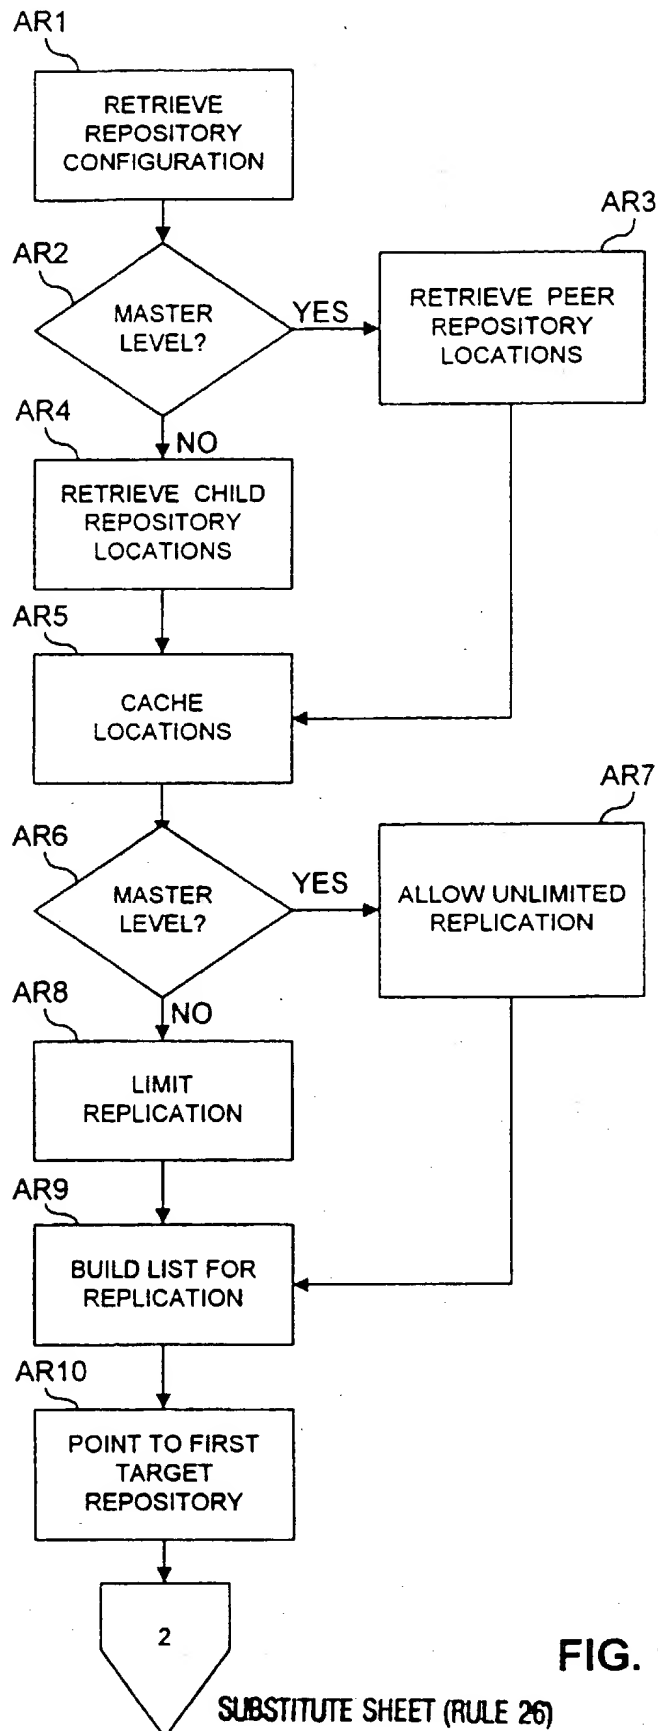 AR1
RETRIEVE
REPOSITORY
CONFIGURATION
AR2
MASTER
LEVEL?
YES
AR3
RETRIEVE PEER
REPOSITORY
LOCATIONS
NO
AR4
RETRIEVE CHILD
REPOSITORY
LOCATIONS
AR5
CACHE
LOCATIONS
AR6
MASTER
LEVEL?
YES
AR7
ALLOW UNLIMITED
REPLICATION
NO
AR8
LIMIT
REPLICATION
AR9
BUILD LIST FOR
REPLICATION
AR10
POINT TO FIRST
TARGET
REPOSITORY
2
FIG.
SUBSTITUTE SHEET (RULE 26)